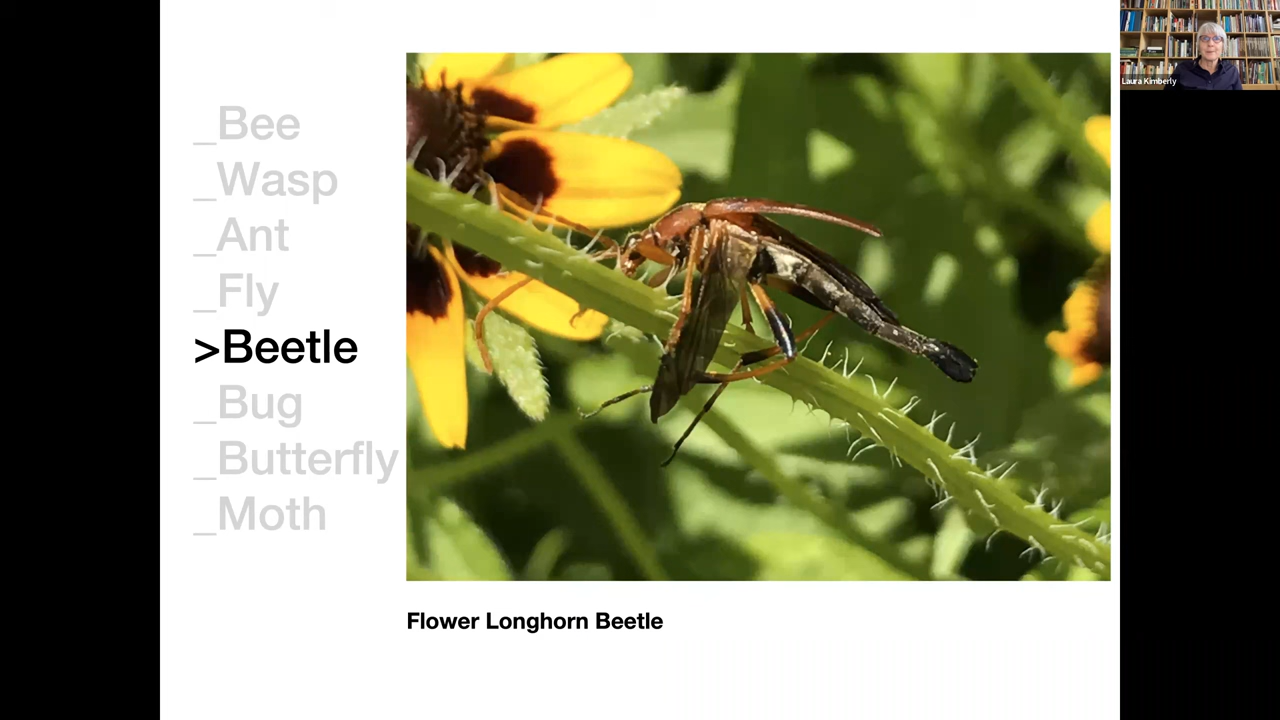 _Bee
_Wasp
_Ant
_Fly
>Beetle
_Bug
_Butterfly
_Moth
Flower Longhorn Beetle
Laura Kimberly